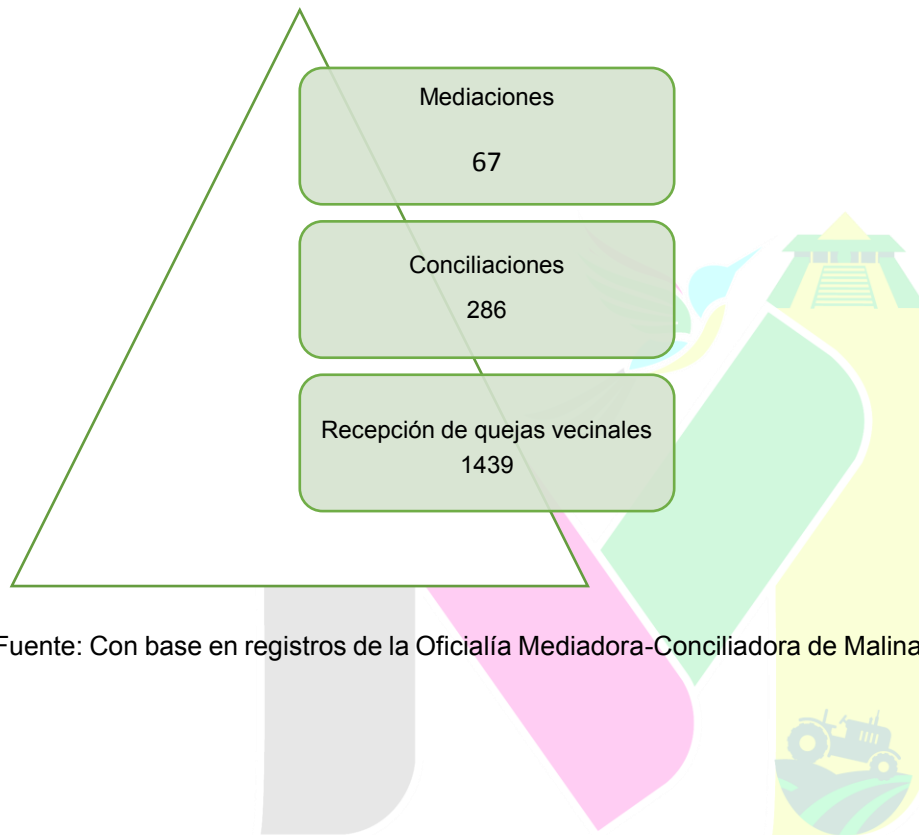 Mediaciones
67
Conciliaciones
286
Recepción de quejas vecinales
1439
Fuente: Con base en registros de la Oficialía Mediadora-Conciliadora de Malina